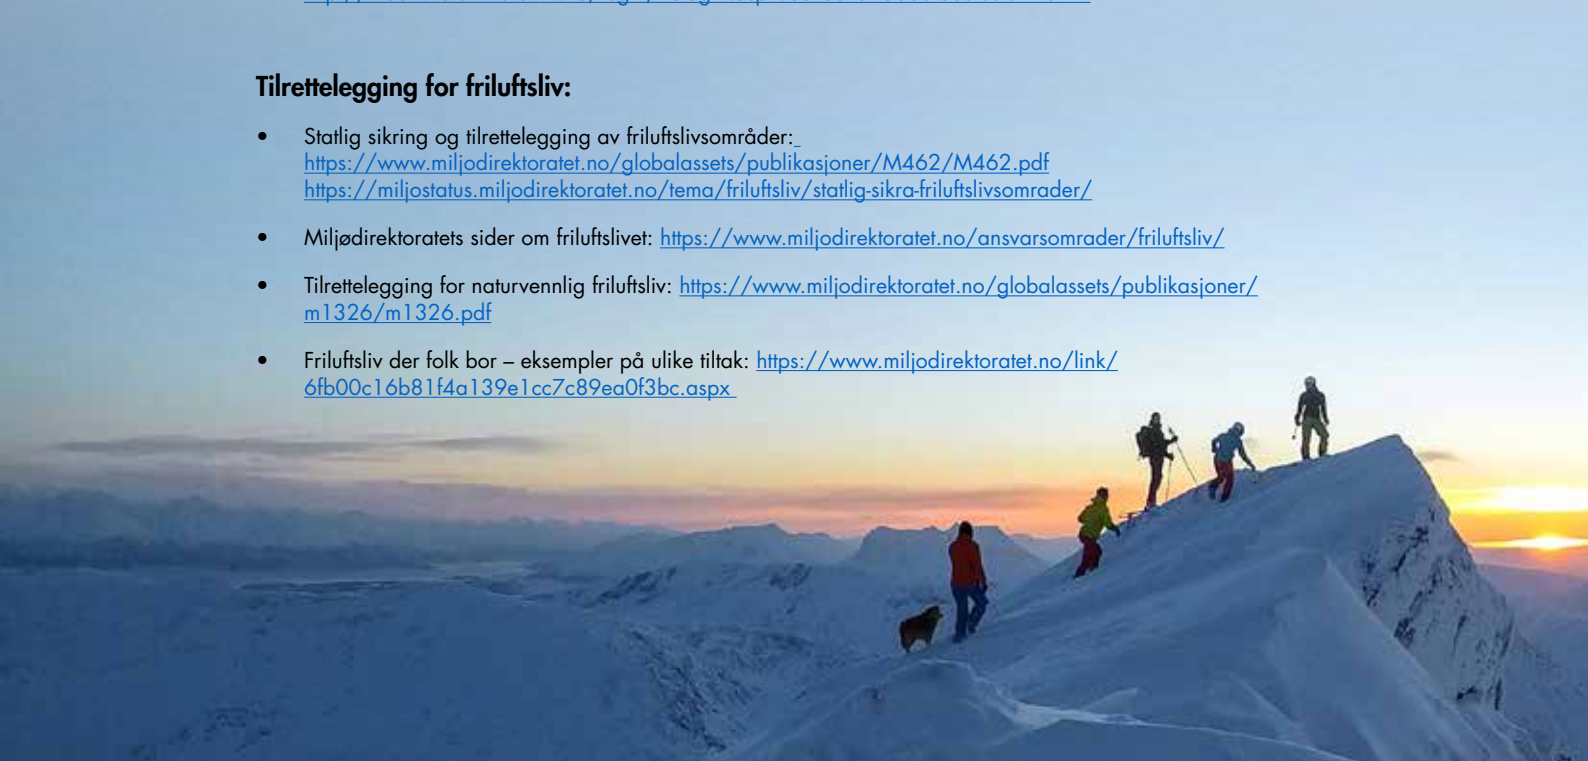 Tilrettelegging for friluftsliv:
• Statlig sikring og tilrettelegging av friluftslivsområder:
https://www.miljodirektoratet.no/globalassets/publikasjoner/M462/M462.pdf
https://miljostatus.miljodirektoratet.no/tema/friluftsliv/statlig-sikra-friluftslivsomrader/
• Miljødirektoratets sider om friluftslivet: https://www.miljodirektoratet.no/ansvarsomrader/friluftsliv/
• Tilrettelegging for naturvennlig friluftsliv: https://www.miljodirektoratet.no/globalassets/publikasjoner/
m1326/m1326.pdf
• Friluftsliv der folk bor – eksempler på ulike tiltak: https://www.miljodirektoratet.no/link/
6fb00c16b81f4a139e1cc7c89ea0f3bc.aspx